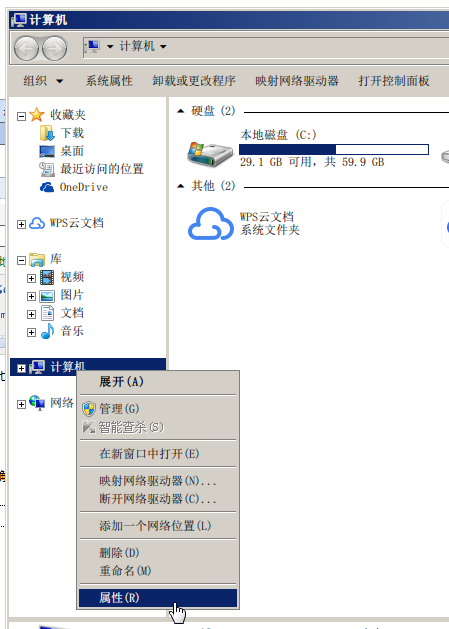 计算机
计算机
组织 系统属性 卸载或更改程序 映射网络驱动器 打开控制面板
收藏夹
下载
桌面
最近访问的位置
OneDrive
WPS云文档
库
视频
图片
文档
音乐
计算机
网络
硬盘 (2)
本地磁盘 (C:)
29.1 GB 可用, 共 59.9 GB
其他 (2)
WPS云文档
系统文件夹
展开(A)
管理(G)
智能查杀(S)
在新窗口中打开(E)
映射网络驱动器(N)...
断开网络驱动器(C)...
添加一个网络位置(L)
删除(D)
重命名(M)
属性(R)